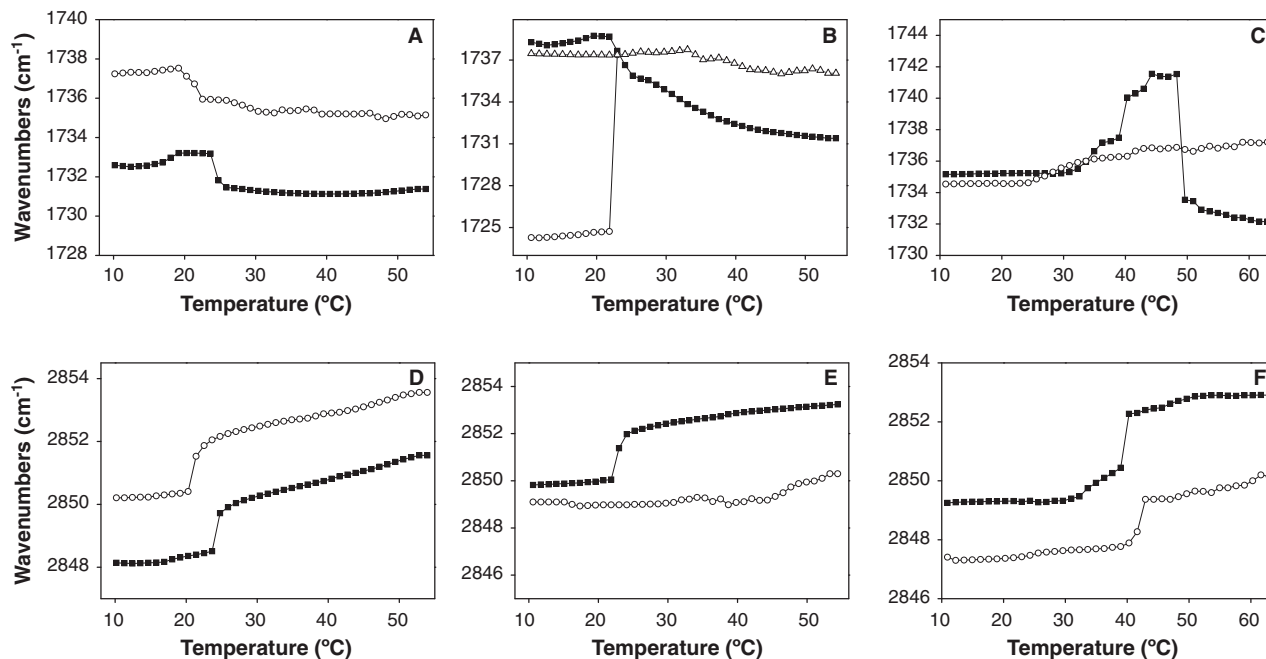 A
Wavenumbers (cm⁻¹)
1740
1738
1736
1734
1732
1730
1728
10 20 30 40 50
Temperature (ºC)
B
1737
1734
1731
1728
1725
10 20 30 40 50
Temperature (ºC)
C
1744
1742
1740
1738
1736
1734
1732
1730
10 20 30 40 50 60
Temperature (ºC)
D
Wavenumbers (cm⁻¹)
2854
2852
2850
2848
10 20 30 40 50
Temperature (ºC)
E
2854
2852
2850
2848
2846
10 20 30 40 50
Temperature (ºC)
F
2854
2852
2850
2848
2846
10 20 30 40 50 60
Temperature (ºC)